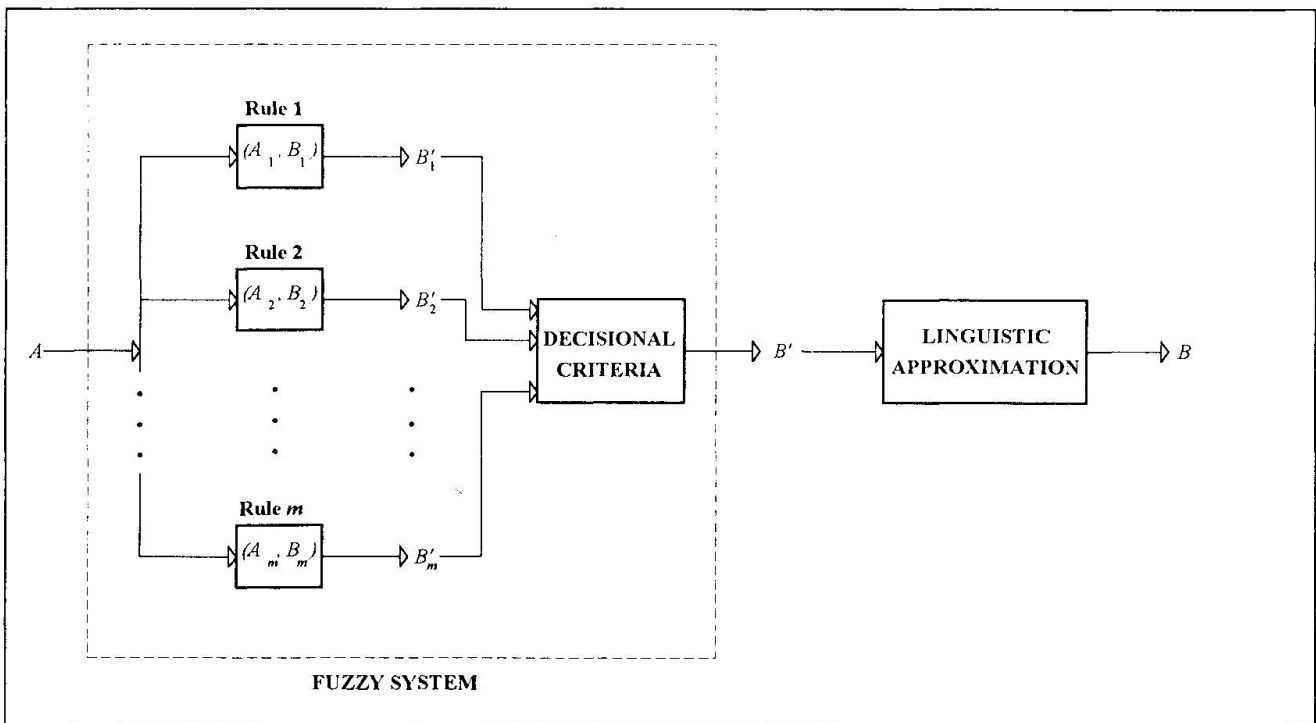 Rule 1
(A₁, B₁)
B′₁
Rule 2
(A₂, B₂)
B′₂
A
DECISIONAL
CRITERIA
B′
LINGUISTIC
APPROXIMATION
B
Rule m
(Aₘ, Bₘ)
B′ₘ
FUZZY SYSTEM